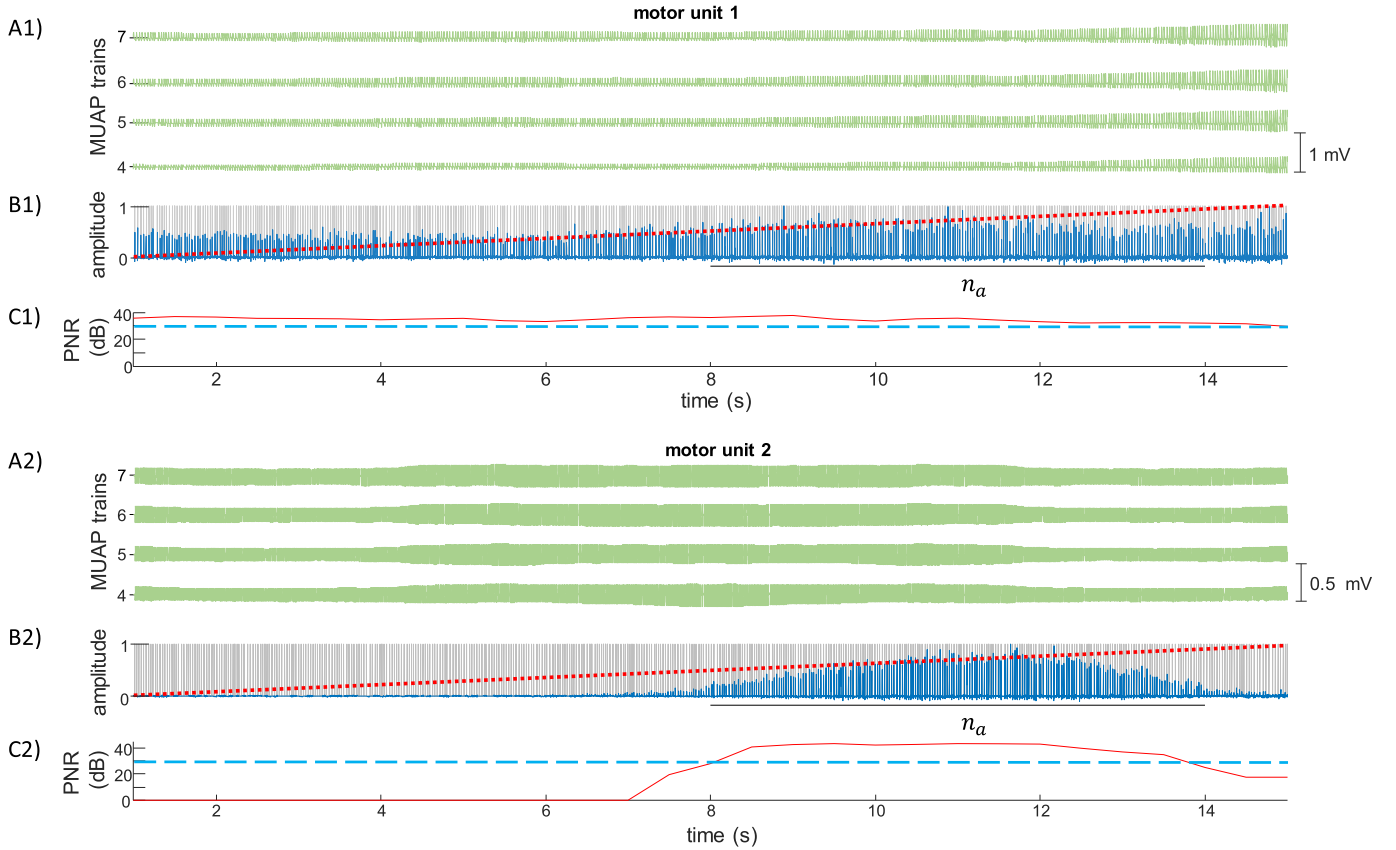 motor unit 1
A1)
MUAP trains
7
6
5
4
1 mV
B1)
amplitude
1
0
n_a
C1)
PNR
(dB)
40
20
0
2 4 6 8 10 12 14
time (s)
motor unit 2
A2)
MUAP trains
7
6
5
4
0.5 mV
B2)
amplitude
1
0
n_a
C2)
PNR
(dB)
40
20
0
2 4 6 8 10 12 14
time (s)